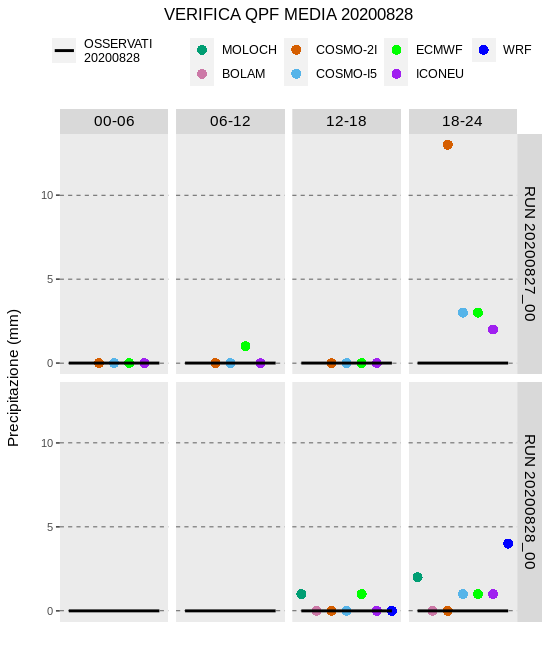 VERIFICA QPF MEDIA 20200828
OSSERVATI
20200828
MOLOCH
COSMO-2I
ECMWF
WRF
BOLAM
COSMO-I5
ICONEU
00-06
06-12
12-18
18-24
10
5
0
RUN 20200827_00
Precipitazione (mm)
10
5
0
RUN 20200828_00